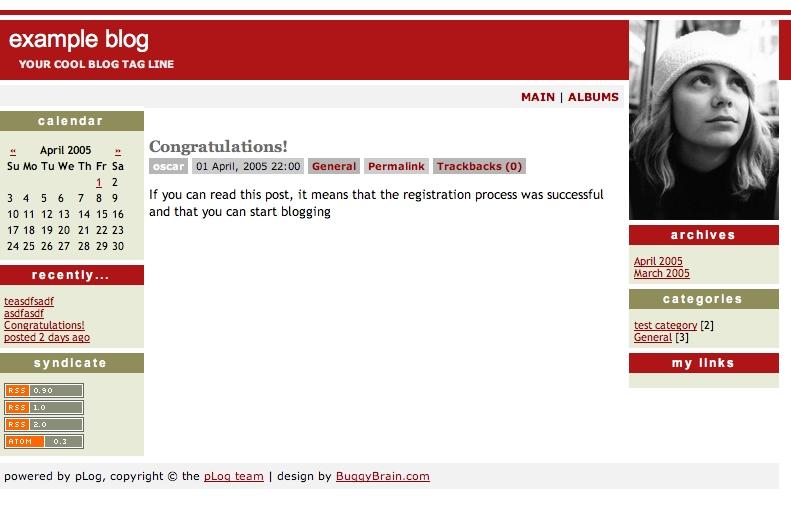 example blog
YOUR COOL BLOG TAG LINE
MAIN | ALBUMS
calendar
« April 2005 »
Su Mo Tu We Th Fr Sa
1 2
3 4 5 6 7 8 9
10 11 12 13 14 15 16
17 18 19 20 21 22 23
24 25 26 27 28 29 30
recently...
teasdfsadf
asdfasdf
Congratulations!
posted 2 days ago
syndicate
RSS 0.90
RSS 1.0
RSS 2.0
ATOM 0.3
Congratulations!
oscar 01 April, 2005 22:00 General Permalink Trackbacks (0)
If you can read this post, it means that the registration process was successful
and that you can start blogging
archives
April 2005
March 2005
categories
test category [2]
General [3]
my links
powered by pLog, copyright © the pLog team | design by BuggyBrain.com